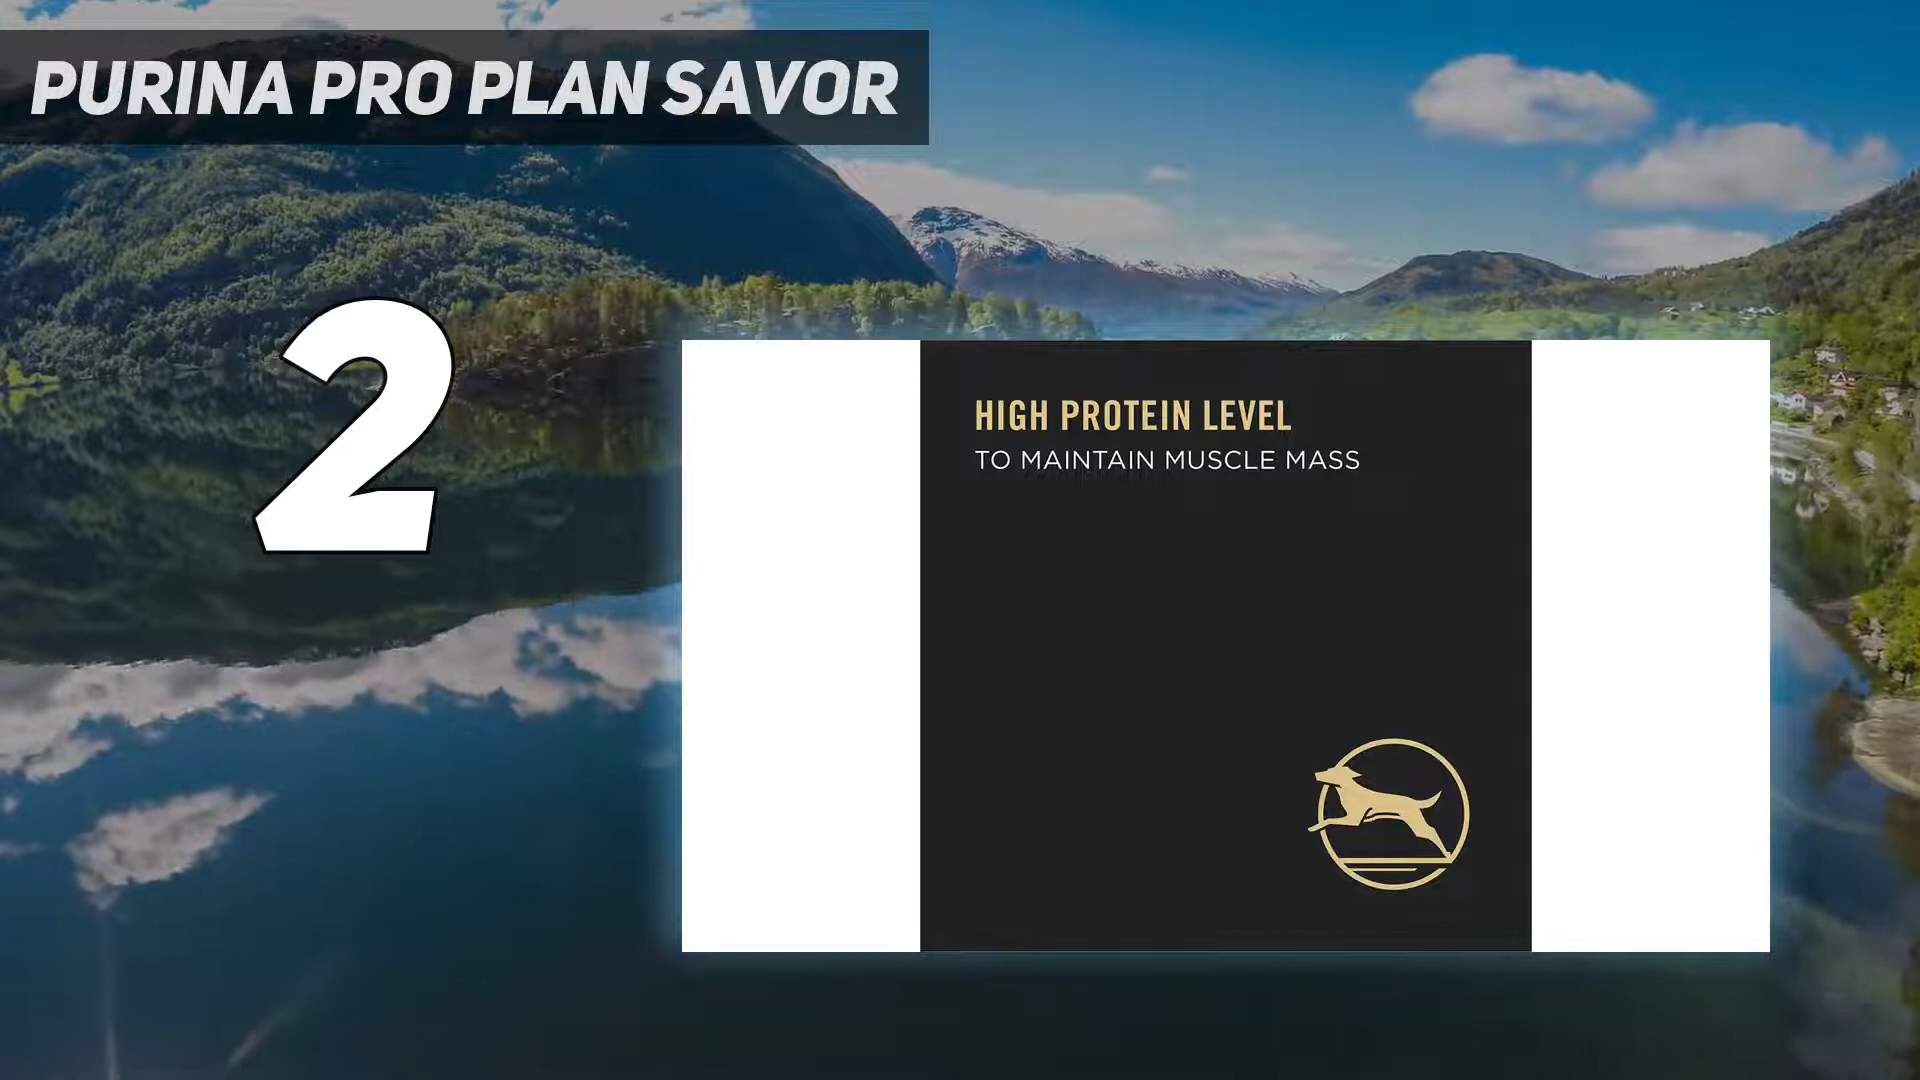 PURINA PRO PLAN SAVOR
2
HIGH PROTEIN LEVEL
TO MAINTAIN MUSCLE MASS